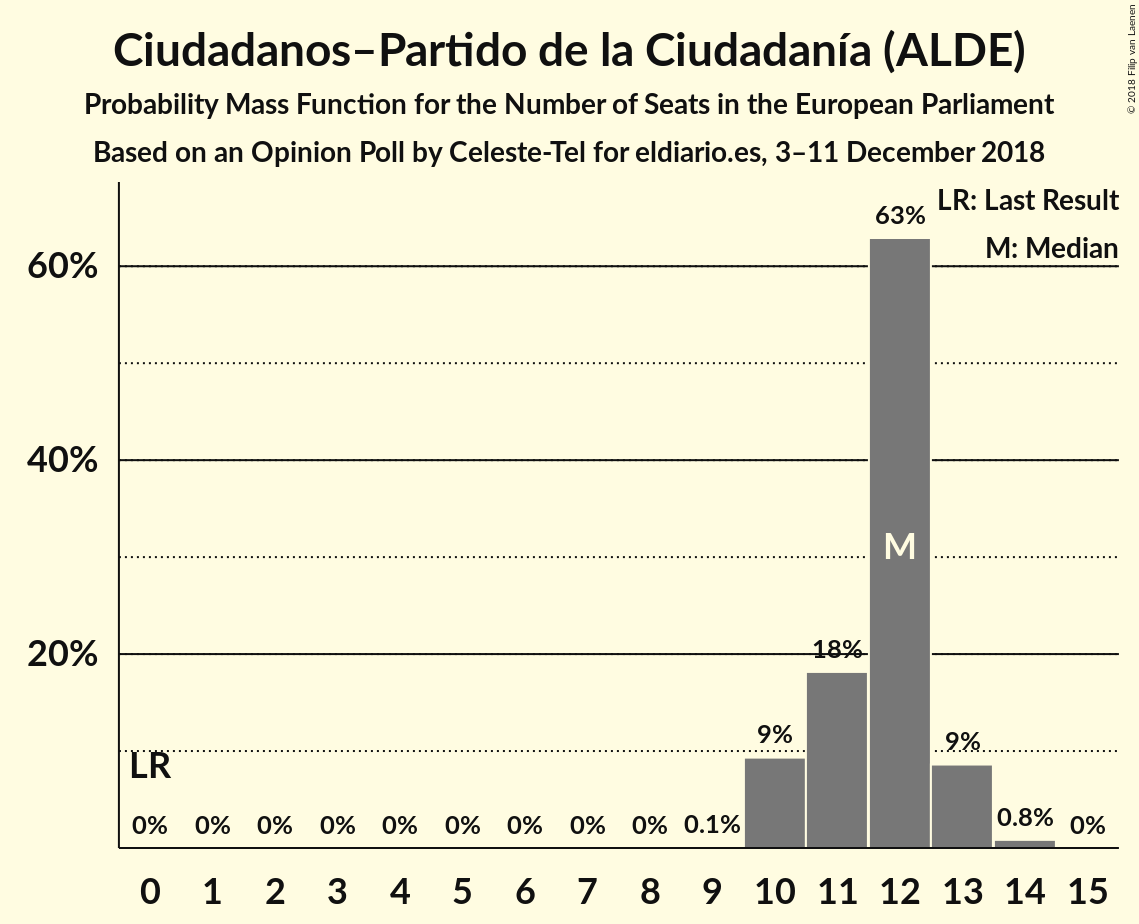 Ciudadanos–Partido de la Ciudadanía (ALDE)
Probability Mass Function for the Number of Seats in the European Parliament
Based on an Opinion Poll by Celeste-Tel for eldiario.es, 3–11 December 2018
© 2018 Filip van Laenen
LR: Last Result
M: Median
63%
60%
40%
M
20%
18%
9%
9%
LR
0% 0% 0% 0% 0% 0% 0% 0% 0% 0.1% 0.8% 0%
0 1 2 3 4 5 6 7 8 9 10 11 12 13 14 15